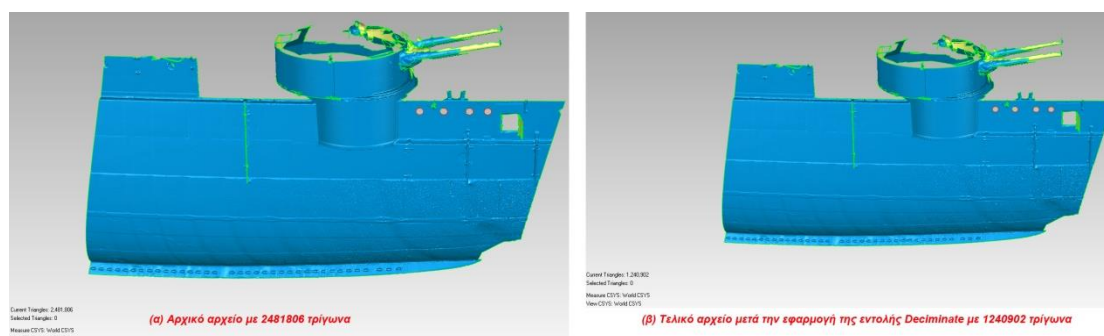 Current Triangles: 2,481,806
Selected Triangles: 0
Measure CSYS: World CSYS
(α) Αρχικό αρχείο με 2481806 τρίγωνα
Current Triangles: 1,240,902
Selected Triangles: 0
Measure CSYS: World CSYS
View CSYS: World CSYS
(β) Τελικό αρχείο μετά την εφαρμογή της εντολής Deciminate με 1240902 τρίγωνα